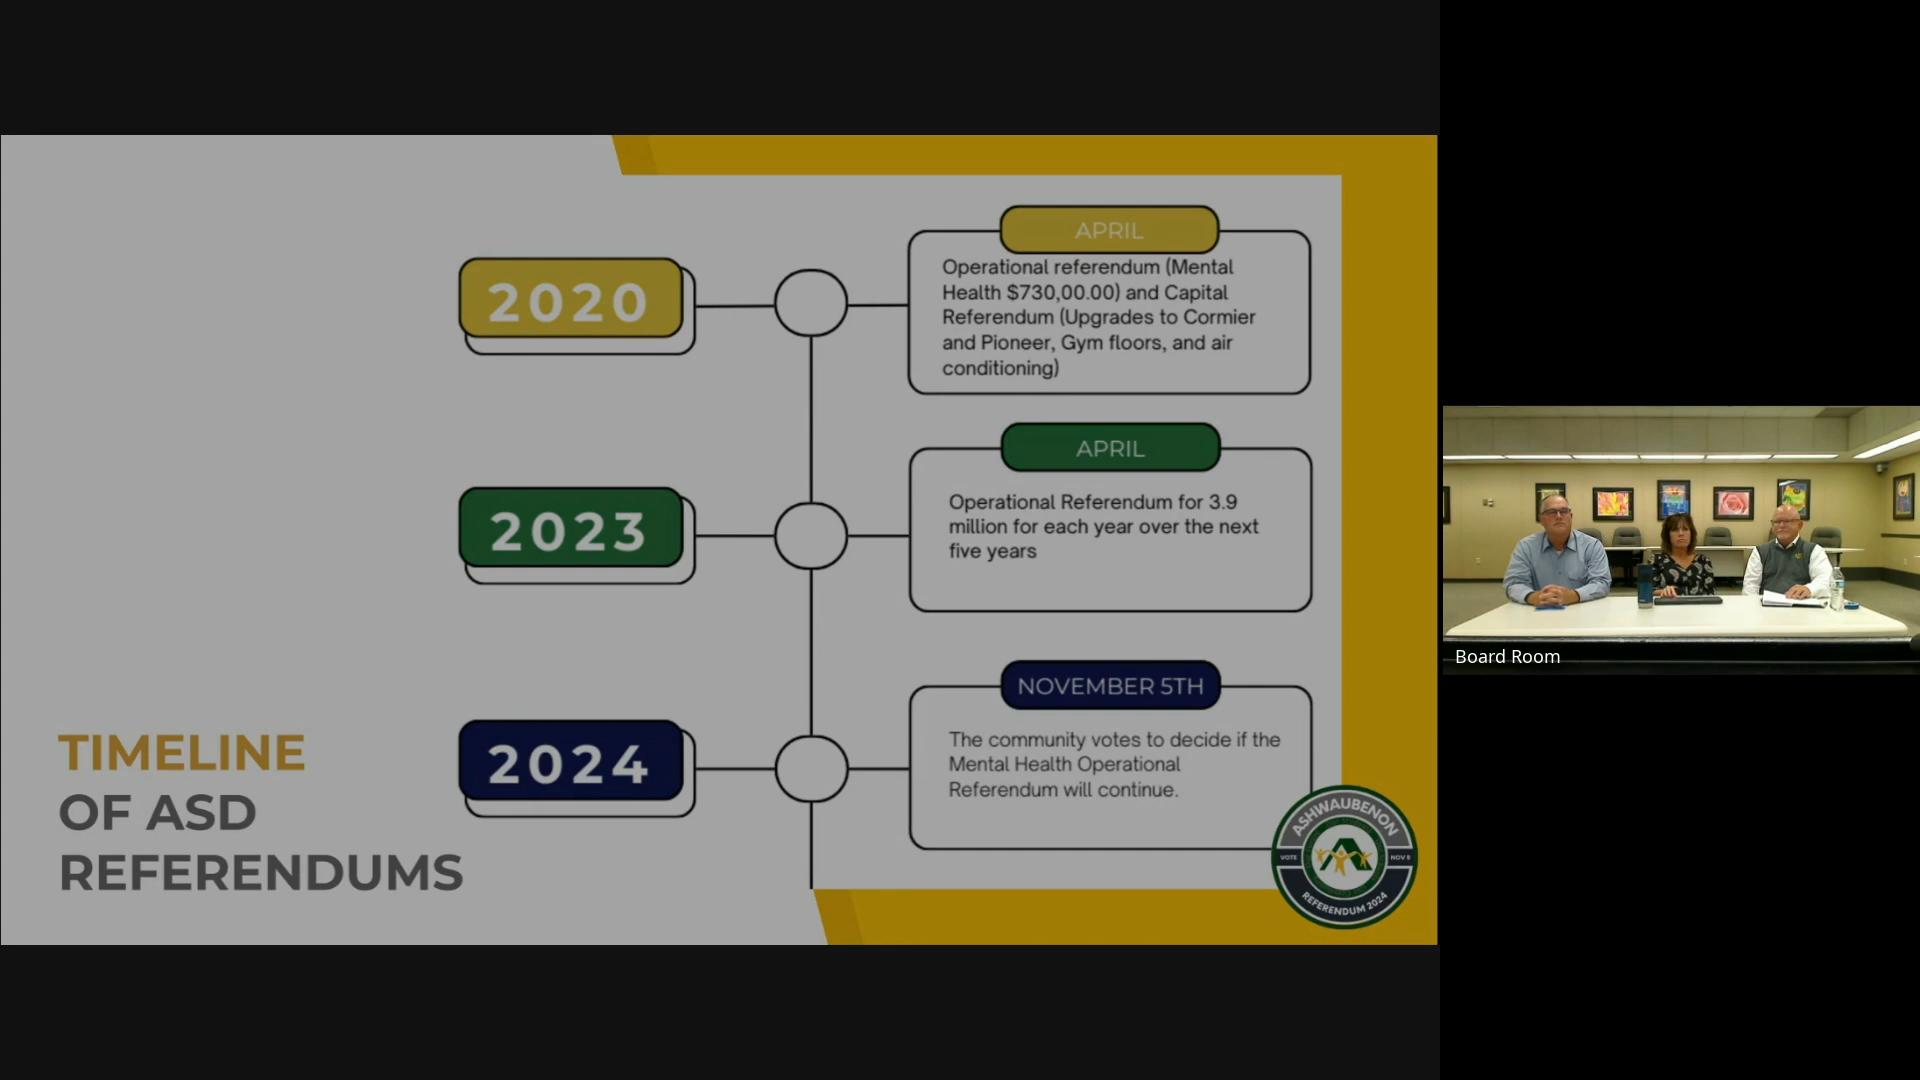 2020
APRIL
Operational referendum (Mental
Health $730,00.00) and Capital
Referendum (Upgrades to Cormier
and Pioneer, Gym floors, and air
conditioning)
2023
APRIL
Operational Referendum for 3.9
million for each year over the next
five years
2024
NOVEMBER 5TH
The community votes to decide if the
Mental Health Operational
Referendum will continue.
TIMELINE
OF ASD
REFERENDUMS
ASHWAUBENON
VOTE
NOV 5
REFERENDUM 2024
Board Room